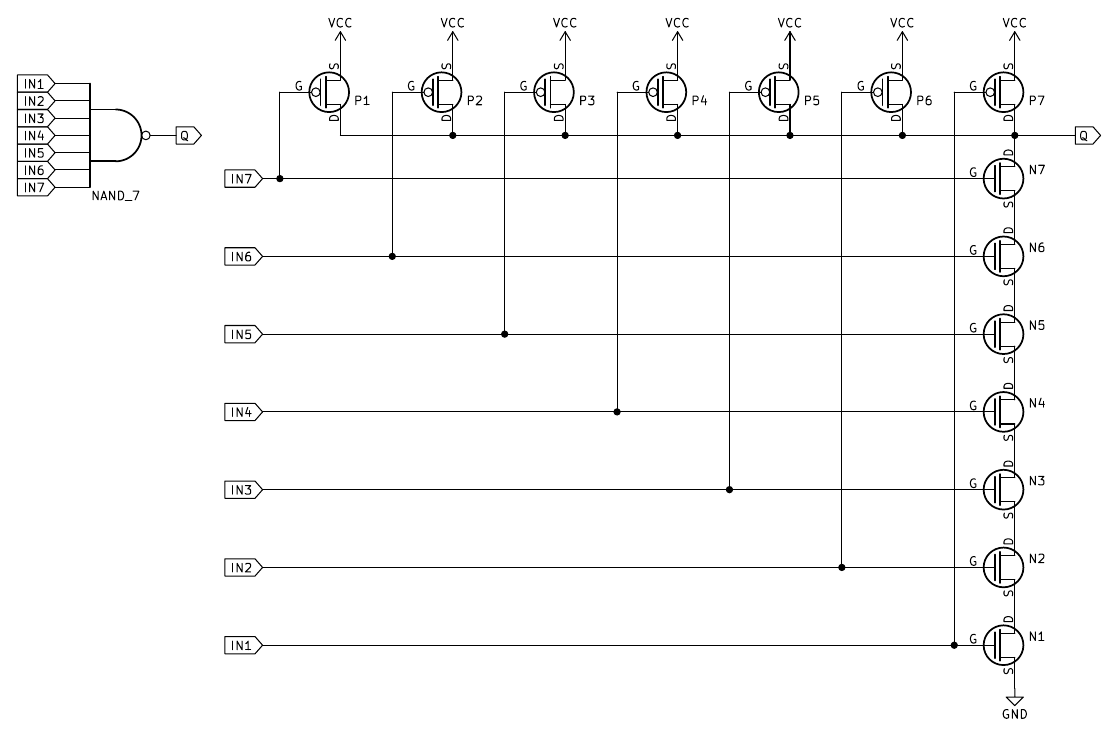 VCC VCC VCC VCC VCC VCC VCC
S S S S S S S
IN1 G P1 G P2 G P3 G P4 G P5 G P6 G P7
IN2
IN3 D D D D D D D
IN4 Q Q
IN5 D
IN6 IN7 G N7
IN7 NAND_7
S
D
IN6 G N6
S
D
IN5 G N5
S
D
IN4 G N4
S
D
IN3 G N3
S
D
IN2 G N2
S
D
IN1 G N1
S
GND